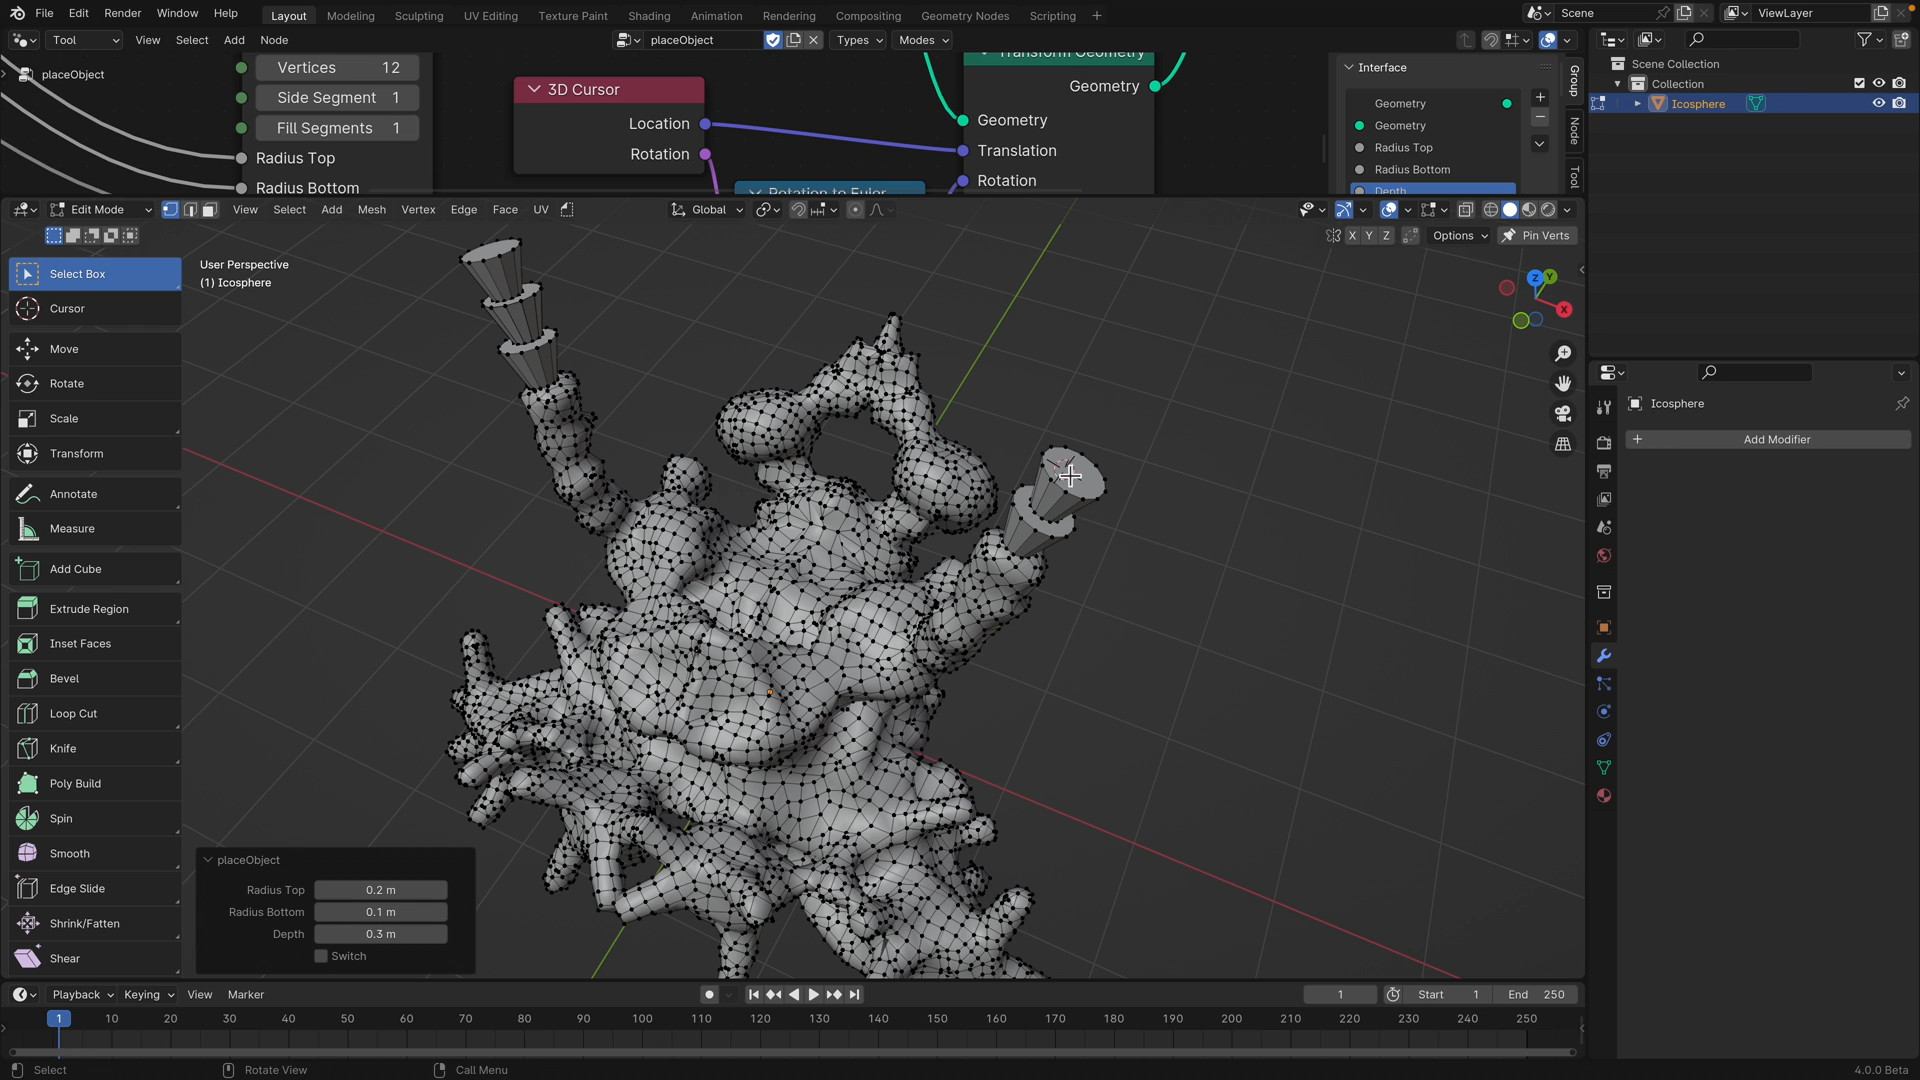 File Edit Render Window Help Layout Modeling Sculpting UV Editing Texture Paint Shading Animation Rendering Compositing Geometry Nodes Scripting Scene ViewLayer
Tool View Select Add Node placeObject Types Modes
placeObject
Vertices 12
Side Segment 1
Fill Segments 1
Radius Top
Radius Bottom
3D Cursor
Location
Rotation
Rotation to Euler
Transform Geometry
Geometry
Geometry
Translation
Rotation
Interface
Geometry
Geometry
Radius Top
Radius Bottom
Depth
Group
Node
Tool
Scene Collection
Collection
Icosphere
Edit Mode View Select Add Mesh Vertex Edge Face UV Global
X Y Z Options Pin Verts
User Perspective
(1) Icosphere
Z
Y
X
Select Box
Cursor
Move
Rotate
Scale
Transform
Annotate
Measure
Add Cube
Extrude Region
Inset Faces
Bevel
Loop Cut
Knife
Poly Build
Spin
Smooth
Edge Slide
Shrink/Fatten
Shear
placeObject
Radius Top 0.2 m
Radius Bottom 0.1 m
Depth 0.3 m
Switch
Icosphere
Add Modifier
Playback Keying View Marker 1 Start 1 End 250
1 10 20 30 40 50 60 70 80 90 100 110 120 130 140 150 160 170 180 190 200 210 220 230 240 250
Select Rotate View Call Menu 4.0.0 Beta